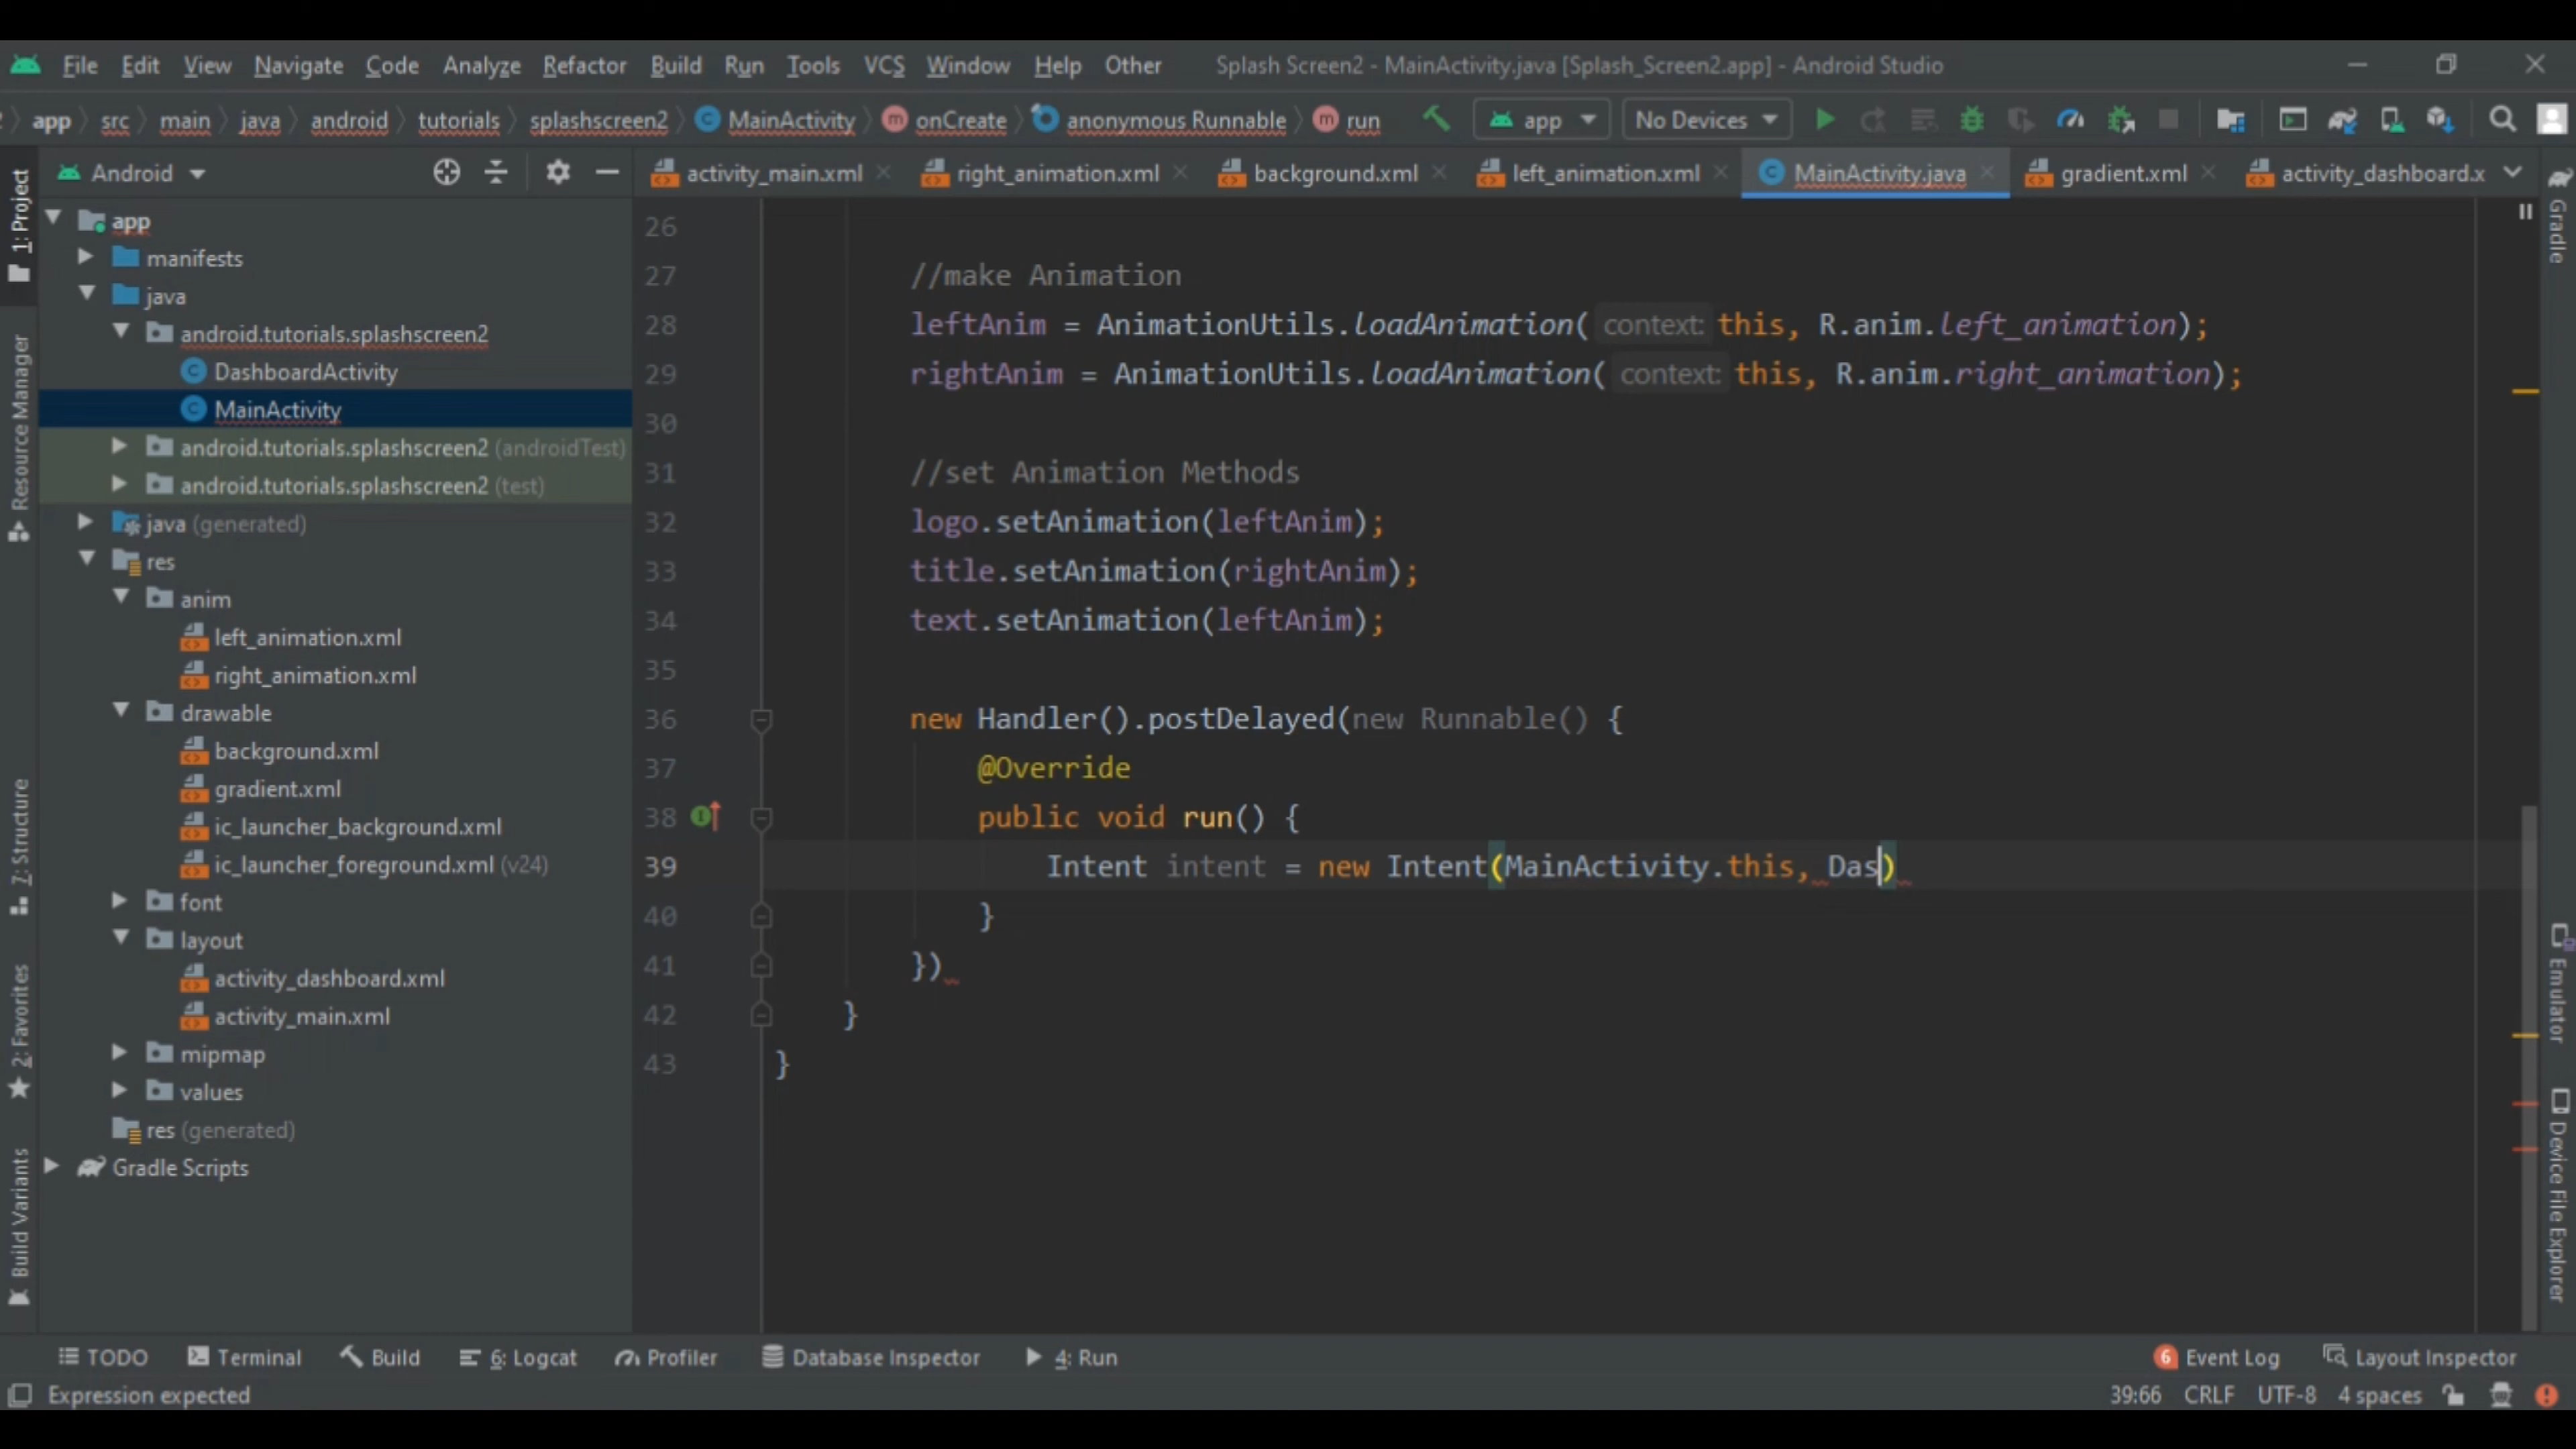 File Edit View Navigate Code Analyze Refactor Build Run Tools VCS Window Help Other Splash Screen2 - MainActivity.java [Splash_Screen2.app] - Android Studio
app src main java android tutorials splashscreen2 MainActivity onCreate anonymous Runnable run app No Devices
Android
activity_main.xml right_animation.xml background.xml left_animation.xml MainActivity.java gradient.xml activity_dashboard.x
1: Project
Resource Manager
7: Structure
2: Favorites
Build Variants
app
manifests
java
android.tutorials.splashscreen2
DashboardActivity
MainActivity
android.tutorials.splashscreen2 (androidTest)
android.tutorials.splashscreen2 (test)
java (generated)
res
anim
left_animation.xml
right_animation.xml
drawable
background.xml
gradient.xml
ic_launcher_background.xml
ic_launcher_foreground.xml (v24)
font
layout
activity_dashboard.xml
activity_main.xml
mipmap
values
res (generated)
Gradle Scripts
26
27 //make Animation
28 leftAnim = AnimationUtils.loadAnimation( context: this, R.anim.left_animation);
29 rightAnim = AnimationUtils.loadAnimation( context: this, R.anim.right_animation);
30
31 //set Animation Methods
32 logo.setAnimation(leftAnim);
33 title.setAnimation(rightAnim);
34 text.setAnimation(leftAnim);
35
36 new Handler().postDelayed(new Runnable() {
37 @Override
38 public void run() {
39 Intent intent = new Intent(MainActivity.this, Das)
40 }
41 })
42 }
43 }
Gradle
Emulator
Device File Explorer
TODO Terminal Build 6: Logcat Profiler Database Inspector 4: Run 6 Event Log Layout Inspector
Expression expected 39:66 CRLF UTF-8 4 spaces